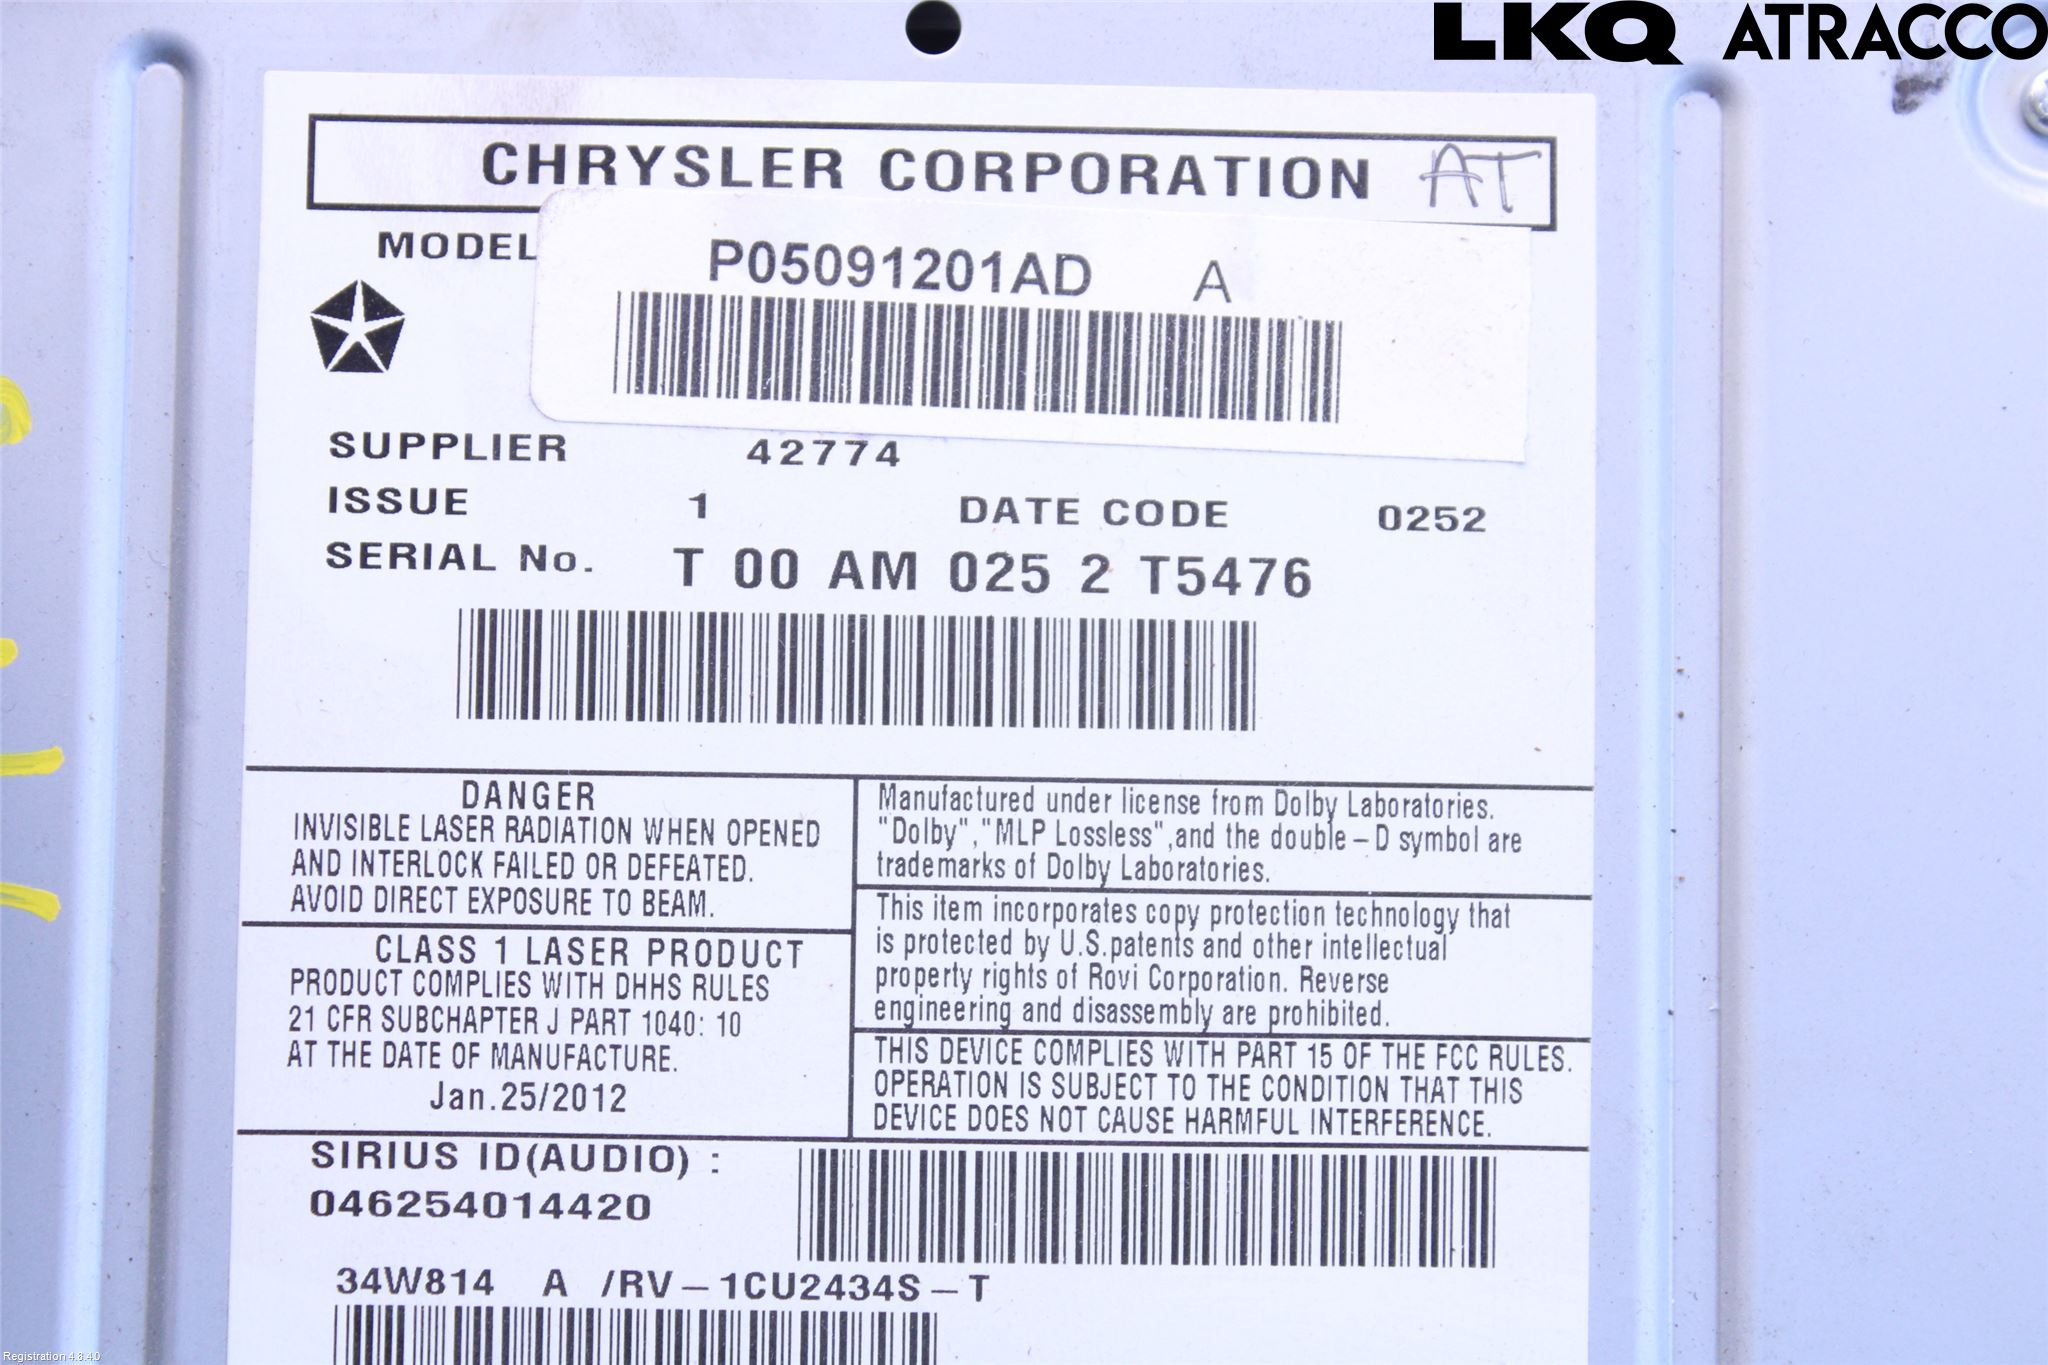 LKQ ATRACCO
CHRYSLER CORPORATION AT
MODEL
P05091201AD A
SUPPLIER 42774
ISSUE 1 DATE CODE 0252
SERIAL No. T 00 AM 025 2 T5476
DANGER
INVISIBLE LASER RADIATION WHEN OPENED
AND INTERLOCK FAILED OR DEFEATED.
AVOID DIRECT EXPOSURE TO BEAM.
CLASS 1 LASER PRODUCT
PRODUCT COMPLIES WITH DHHS RULES
21 CFR SUBCHAPTER J PART 1040: 10
AT THE DATE OF MANUFACTURE.
Jan.25/2012
Manufactured under license from Dolby Laboratories.
"Dolby","MLP Lossless",and the double-D symbol are
trademarks of Dolby Laboratories.
This item incorporates copy protection technology that
is protected by U.S.patents and other intellectual
property rights of Rovi Corporation. Reverse
engineering and disassembly are prohibited.
THIS DEVICE COMPLIES WITH PART 15 OF THE FCC RULES.
OPERATION IS SUBJECT TO THE CONDITION THAT THIS
DEVICE DOES NOT CAUSE HARMFUL INTERFERENCE.
SIRIUS ID(AUDIO) :
046254014420
34W814 A /RV-1CU2434S-T
Registration 4.8.4.0